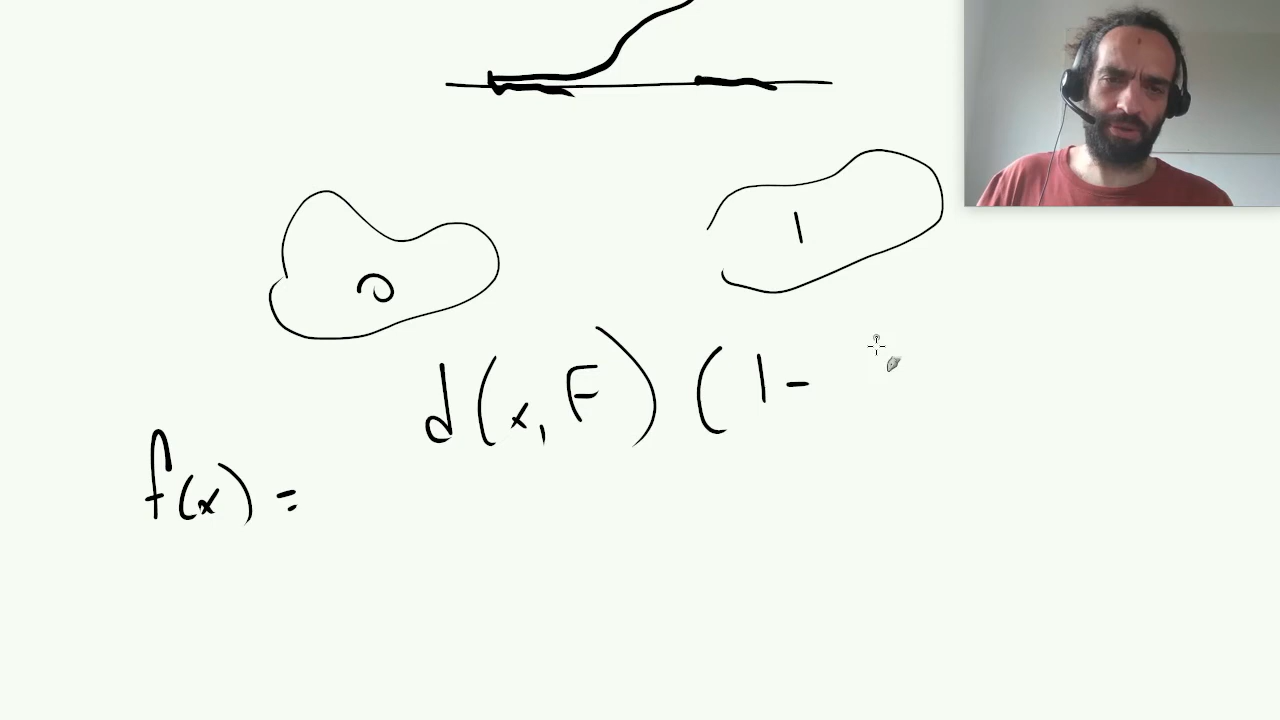 0 1
d(x, F) (1-
f(x) =